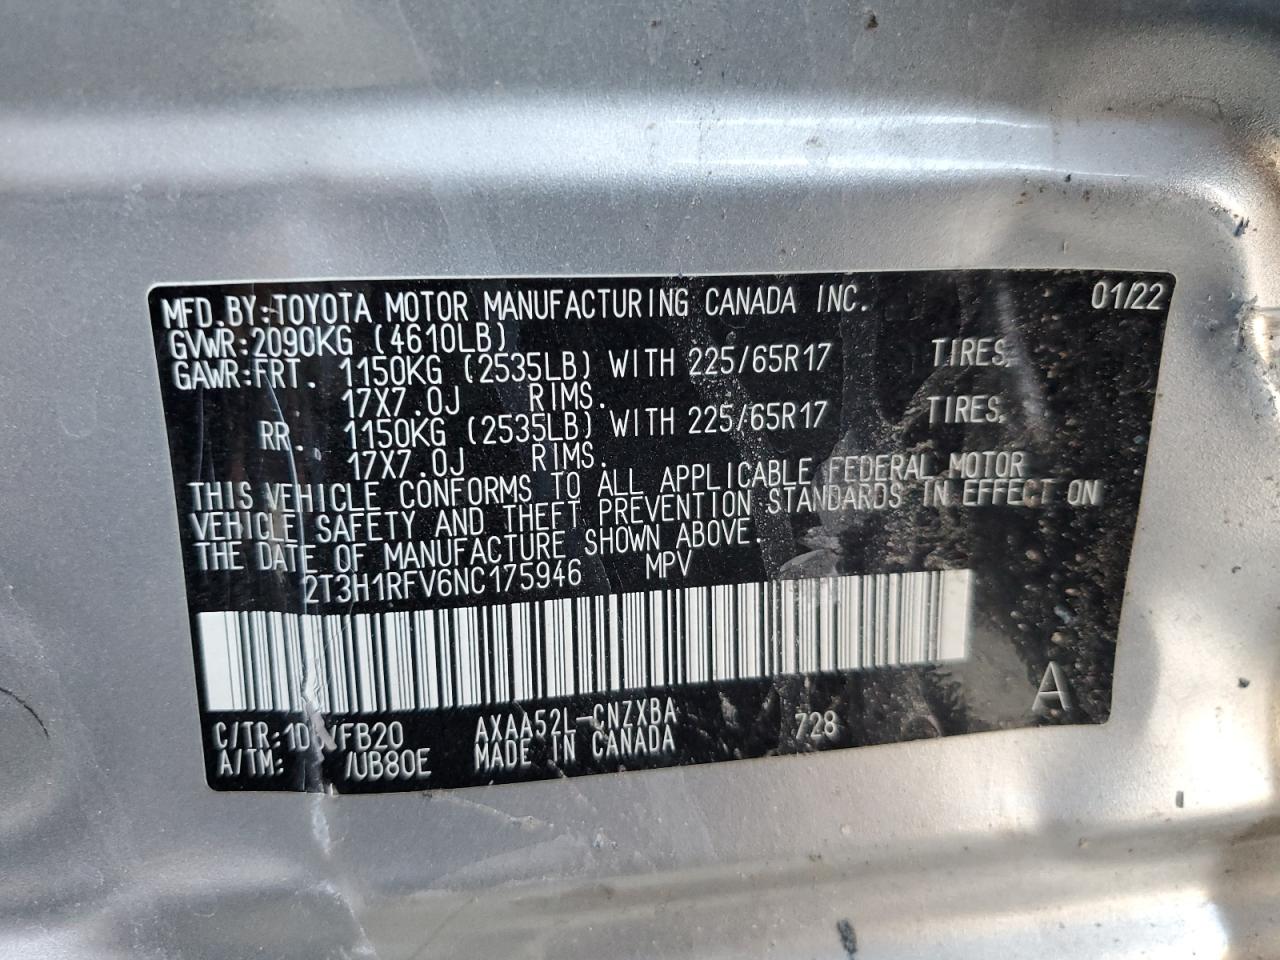 MFD.BY:TOYOTA MOTOR MANUFACTURING CANADA INC. 01/22
GVWR:2090KG (4610LB)
GAWR:FRT. 1150KG (2535LB) WITH 225/65R17 TIRES,
17X7.0J RIMS.
RR. 1150KG (2535LB) WITH 225/65R17 TIRES,
17X7.0J RIMS.
THIS VEHICLE CONFORMS TO ALL APPLICABLE FEDERAL MOTOR
VEHICLE SAFETY AND THEFT PREVENTION STANDARDS IN EFFECT ON
THE DATE OF MANUFACTURE SHOWN ABOVE.
2T3H1RFV6NC175946 MPV
A
C/TR: /FB20 AXAA52L-CNZXBA 728
A/TM: /UB80E MADE IN CANADA